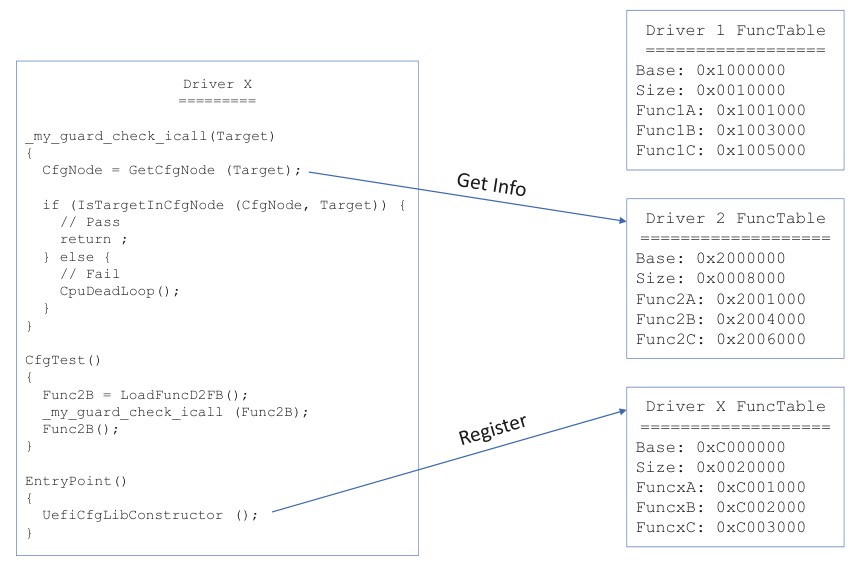 Driver X
=========
_my_guard_check_icall(Target)
{
CfgNode = GetCfgNode (Target);
if (IsTargetInCfgNode (CfgNode, Target)) {
// Pass
return ;
} else {
// Fail
CpuDeadLoop();
}
}
CfgTest()
{
Func2B = LoadFuncD2FB();
_my_guard_check_icall (Func2B);
Func2B();
}
EntryPoint()
{
UefiCfgLibConstructor ();
}
Get Info
Register
Driver 1 FuncTable
==================
Base: 0x1000000
Size: 0x0010000
Func1A: 0x1001000
Func1B: 0x1003000
Func1C: 0x1005000
Driver 2 FuncTable
===================
Base: 0x2000000
Size: 0x0008000
Func2A: 0x2001000
Func2B: 0x2004000
Func2C: 0x2006000
Driver X FuncTable
===================
Base: 0xC000000
Size: 0x0020000
FuncxA: 0xC001000
FuncxB: 0xC002000
FuncxC: 0xC003000